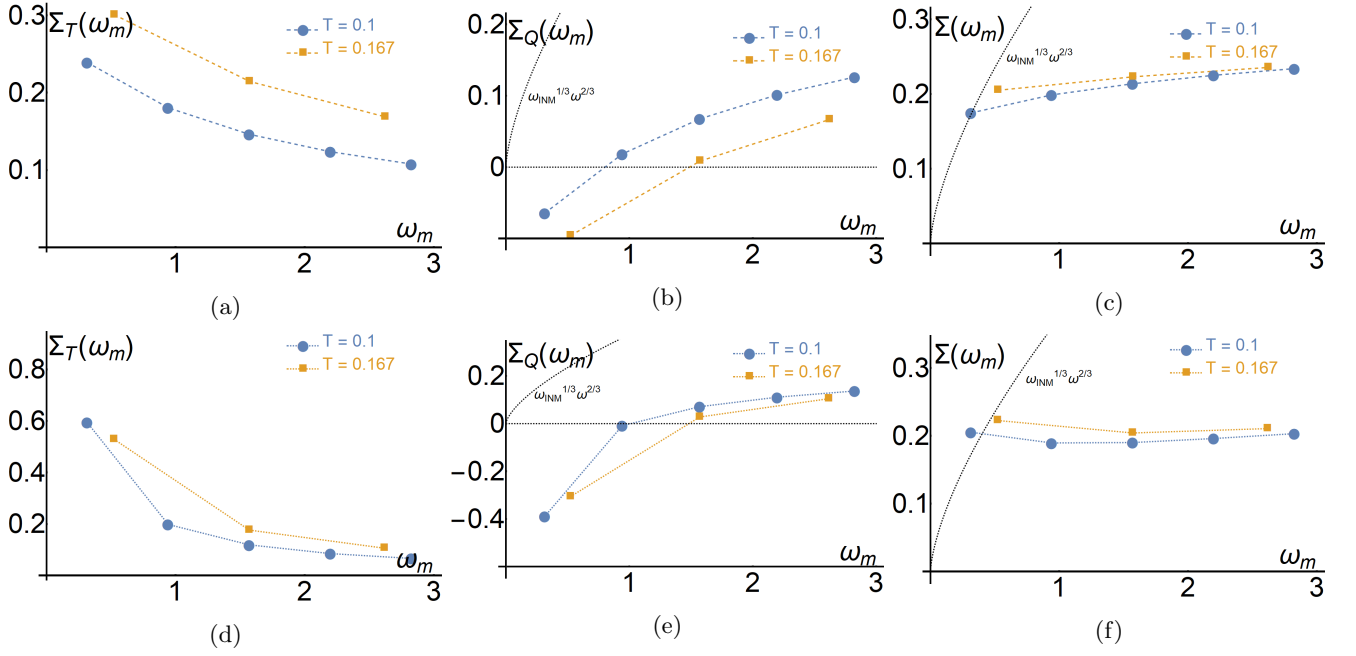 0.3
Σ_T(ω_m)
T = 0.1
T = 0.167
0.2
0.1
ω_m
1
2
3
(a)
0.2
Σ_Q(ω_m)
T = 0.1
T = 0.167
ω_INM^1/3 ω^2/3
0.1
0
ω_m
1
2
3
(b)
0.3
Σ(ω_m)
T = 0.1
T = 0.167
ω_INM^1/3 ω^2/3
0.2
0.1
ω_m
1
2
3
(c)
Σ_T(ω_m)
T = 0.1
T = 0.167
0.8
0.6
0.4
0.2
ω_m
1
2
3
(d)
Σ_Q(ω_m)
T = 0.1
T = 0.167
0.2
ω_INM^1/3 ω^2/3
0
−0.2
−0.4
ω_m
1
2
3
(e)
Σ(ω_m)
T = 0.1
T = 0.167
0.3
ω_INM^1/3 ω^2/3
0.2
0.1
ω_m
1
2
3
(f)